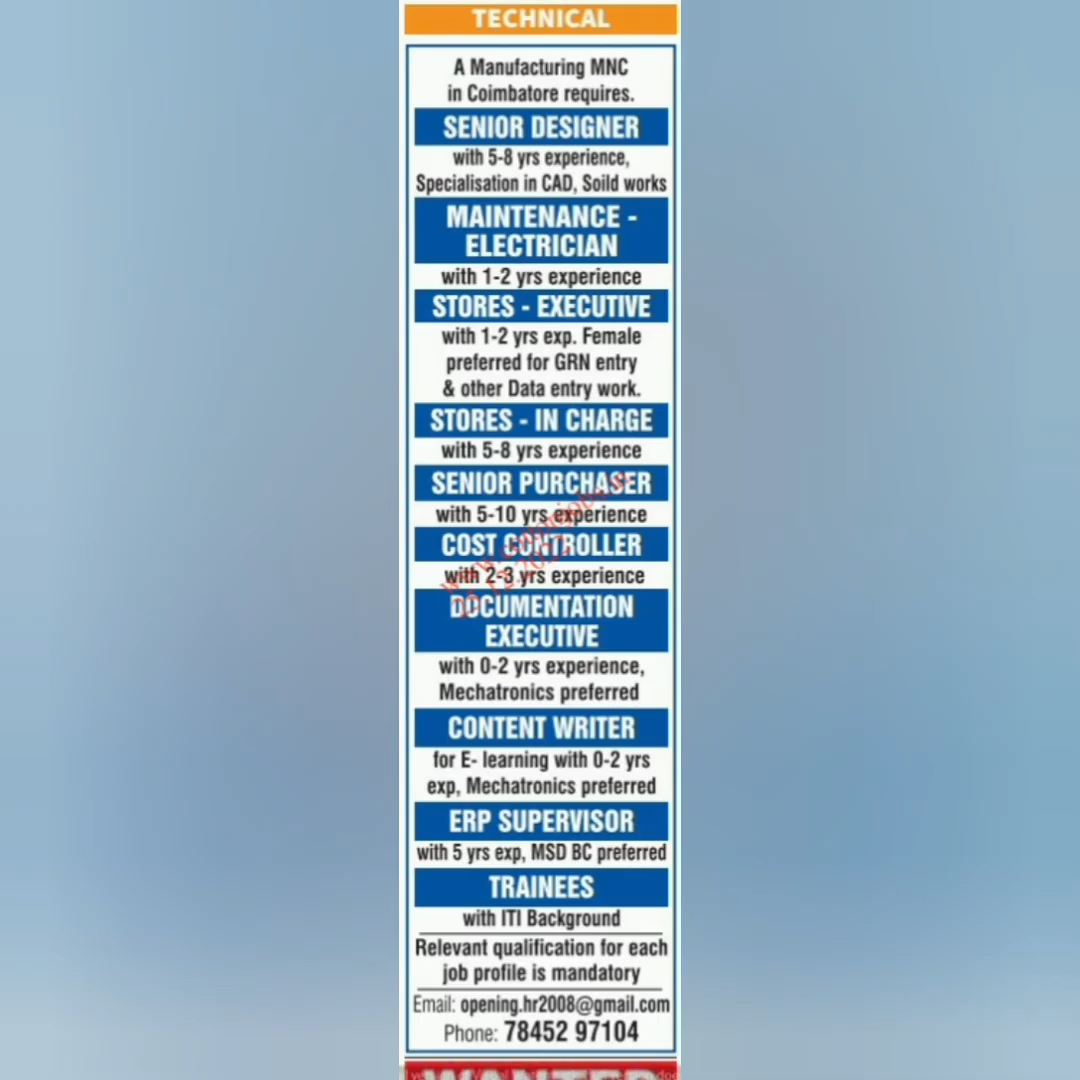 TECHNICAL
A Manufacturing MNC
in Coimbatore requires.
SENIOR DESIGNER
with 5-8 yrs experience,
Specialisation in CAD, Soild works
MAINTENANCE -
ELECTRICIAN
with 1-2 yrs experience
STORES - EXECUTIVE
with 1-2 yrs exp. Female
preferred for GRN entry
& other Data entry work.
STORES - IN CHARGE
with 5-8 yrs experience
SENIOR PURCHASER
with 5-10 yrs experience
COST CONTROLLER
with 2-3 yrs experience
DOCUMENTATION
EXECUTIVE
with 0-2 yrs experience,
Mechatronics preferred
CONTENT WRITER
for E- learning with 0-2 yrs
exp, Mechatronics preferred
ERP SUPERVISOR
with 5 yrs exp, MSD BC preferred
TRAINEES
with ITI Background
Relevant qualification for each
job profile is mandatory
Email: opening.hr2008@gmail.com
Phone: 78452 97104